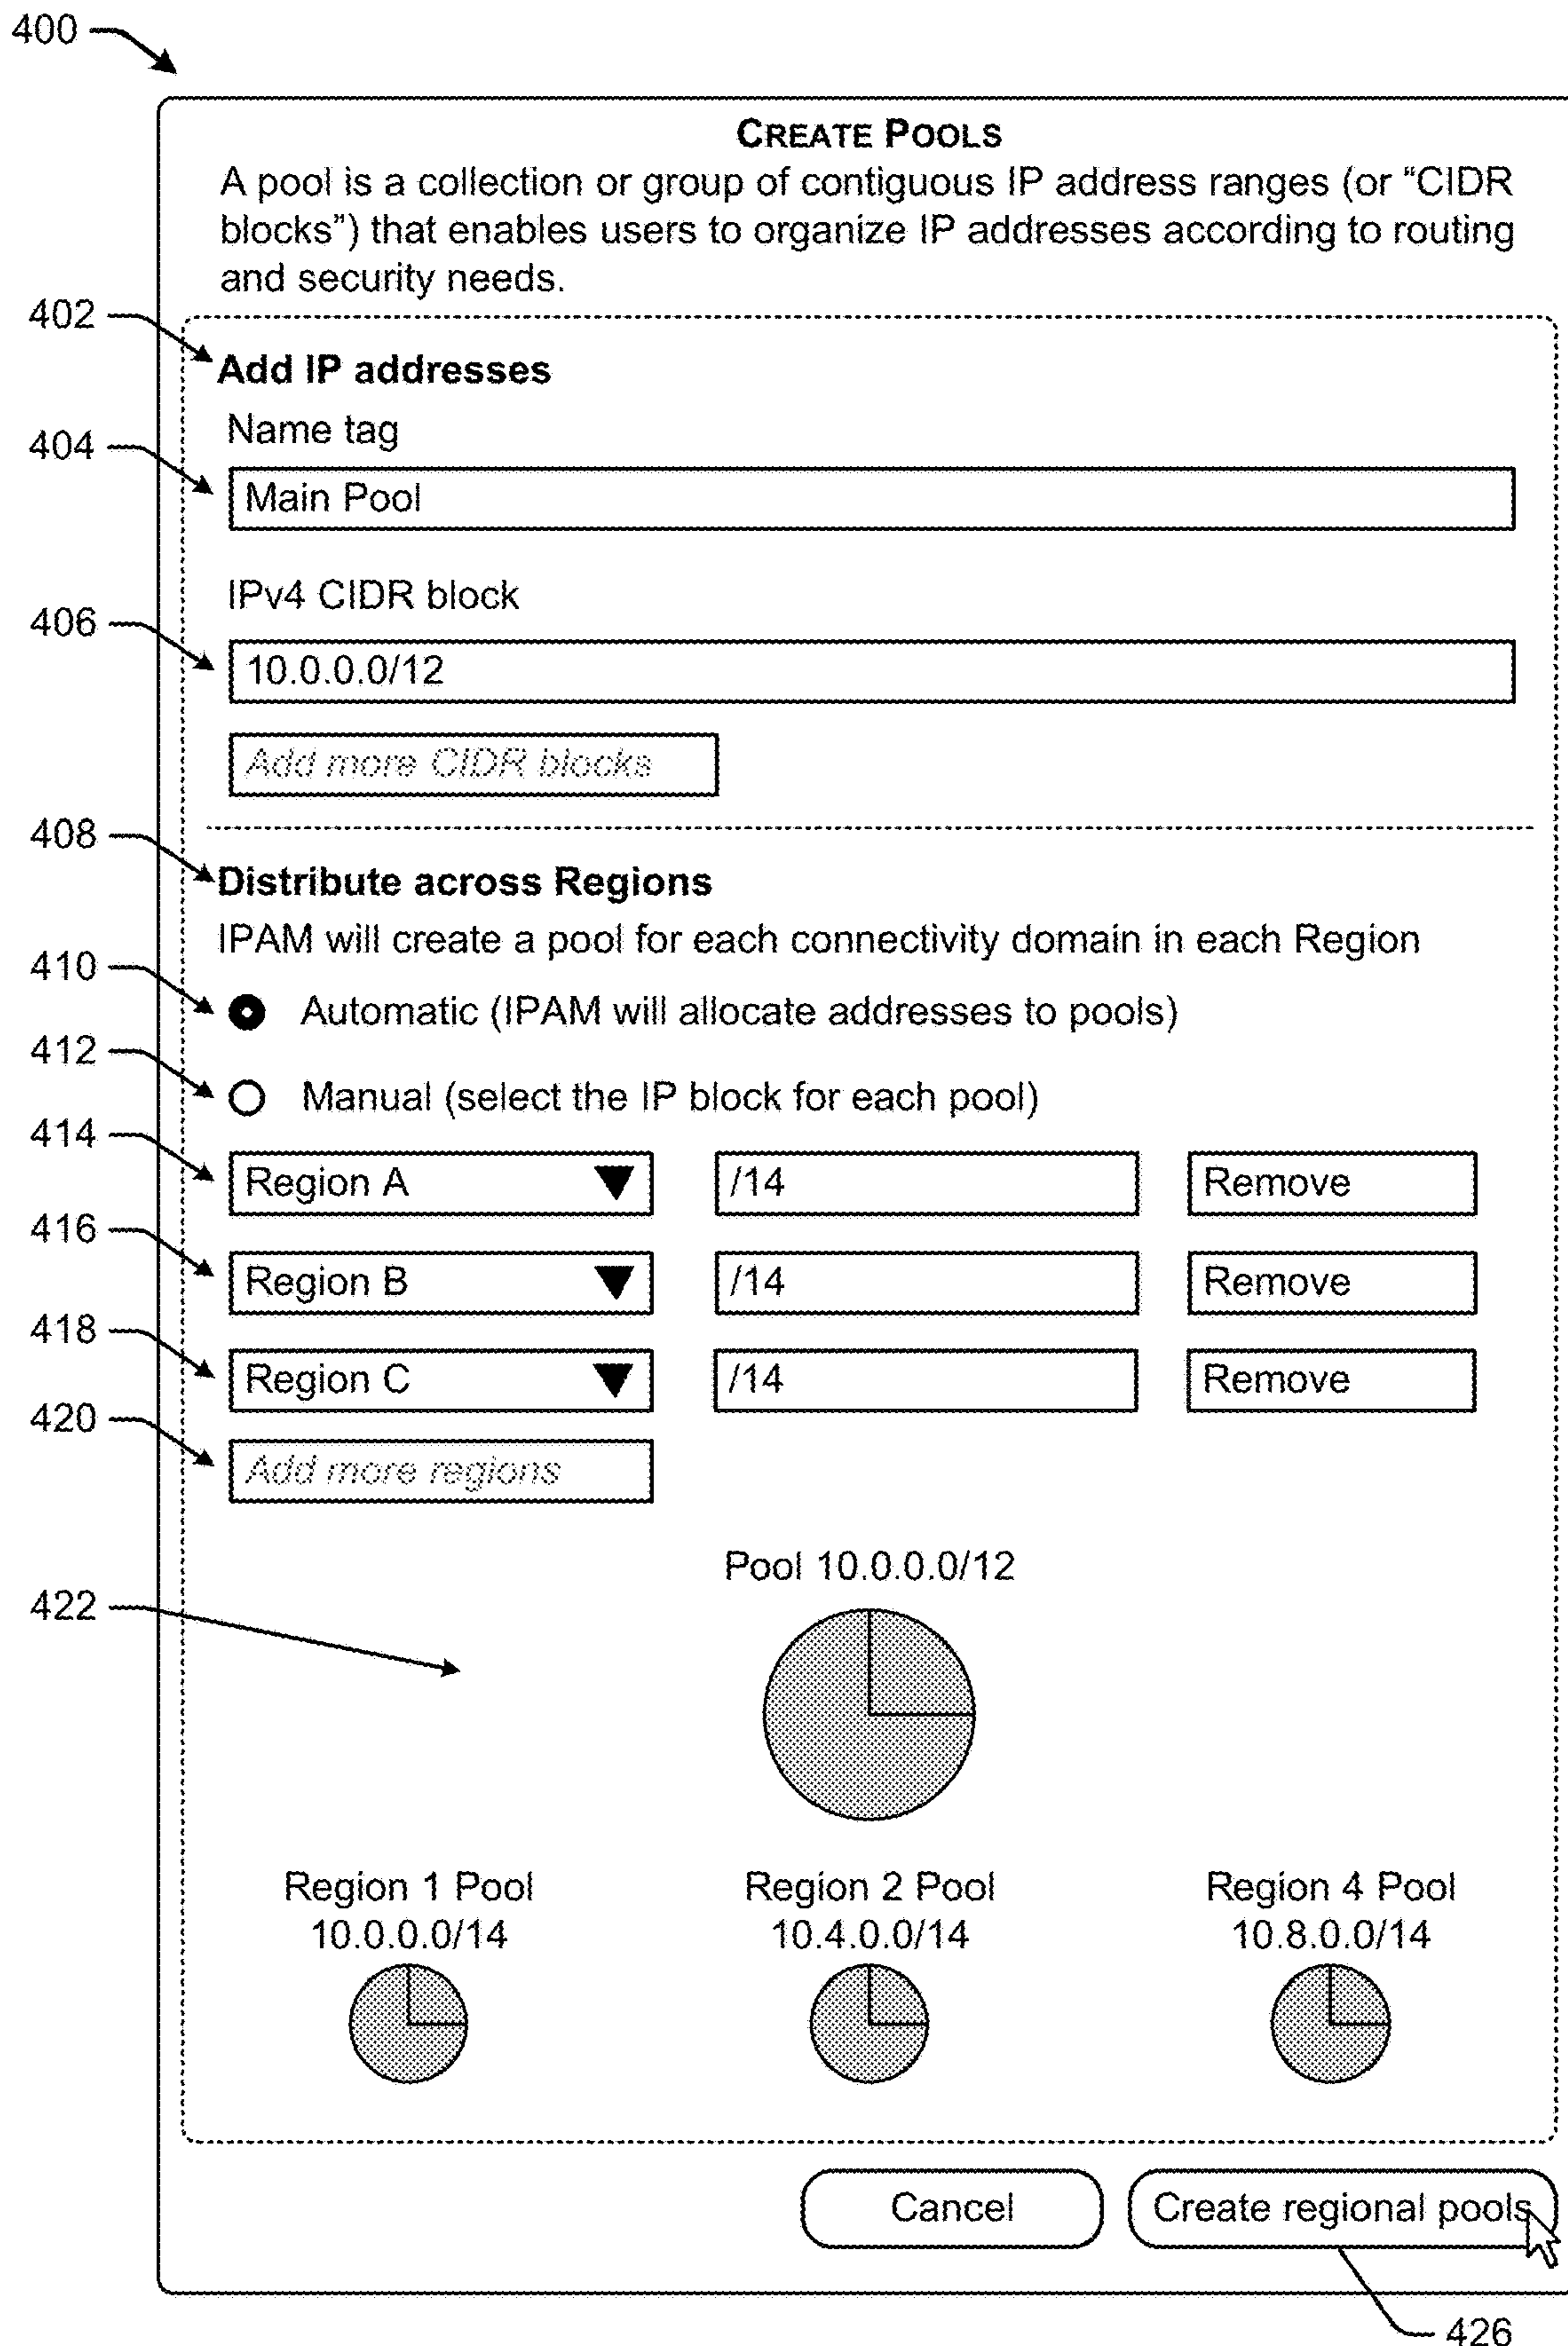 400
CREATE POOLS
A pool is a collection or group of contiguous IP address ranges (or "CIDR
blocks") that enables users to organize IP addresses according to routing
and security needs.
402
Add IP addresses
Name tag
404
Main Pool
IPv4 CIDR block
406
10.0.0.0/12
Add more CIDR blocks
408
Distribute across Regions
IPAM will create a pool for each connectivity domain in each Region
410
Automatic (IPAM will allocate addresses to pools)
412
Manual (select the IP block for each pool)
414
Region A /14 Remove
416
Region B /14 Remove
418
Region C /14 Remove
420
Add more regions
Pool 10.0.0.0/12
422
Region 1 Pool Region 2 Pool Region 4 Pool
10.0.0.0/14 10.4.0.0/14 10.8.0.0/14
Cancel Create regional pools
426